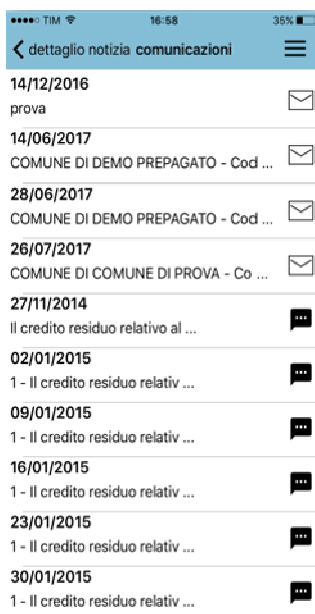 TIM 16:58 35%
dettaglio notizia comunicazioni
14/12/2016
prova
14/06/2017
COMUNE DI DEMO PREPAGATO - Cod ...
28/06/2017
COMUNE DI DEMO PREPAGATO - Cod ...
26/07/2017
COMUNE DI COMUNE DI PROVA - Co ...
27/11/2014
Il credito residuo relativo al ...
02/01/2015
1 - Il credito residuo relativ ...
09/01/2015
1 - Il credito residuo relativ ...
16/01/2015
1 - Il credito residuo relativ ...
23/01/2015
1 - Il credito residuo relativ ...
30/01/2015
1 - Il credito residuo relativ ...